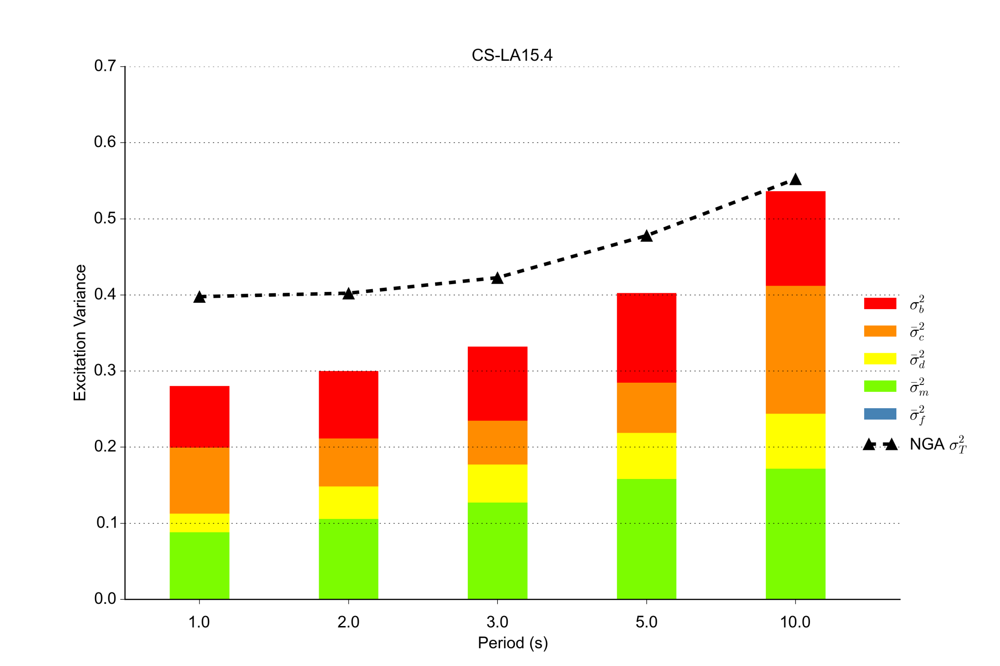 CS-LA15.4
0.7
0.6
0.5
0.4
0.3
0.2
0.1
0.0
Excitation Variance
1.0 2.0 3.0 5.0 10.0
Period (s)
σ_b^2
σ̄_c^2
σ̄_d^2
σ̄_m^2
σ̄_f^2
NGA σ_T^2